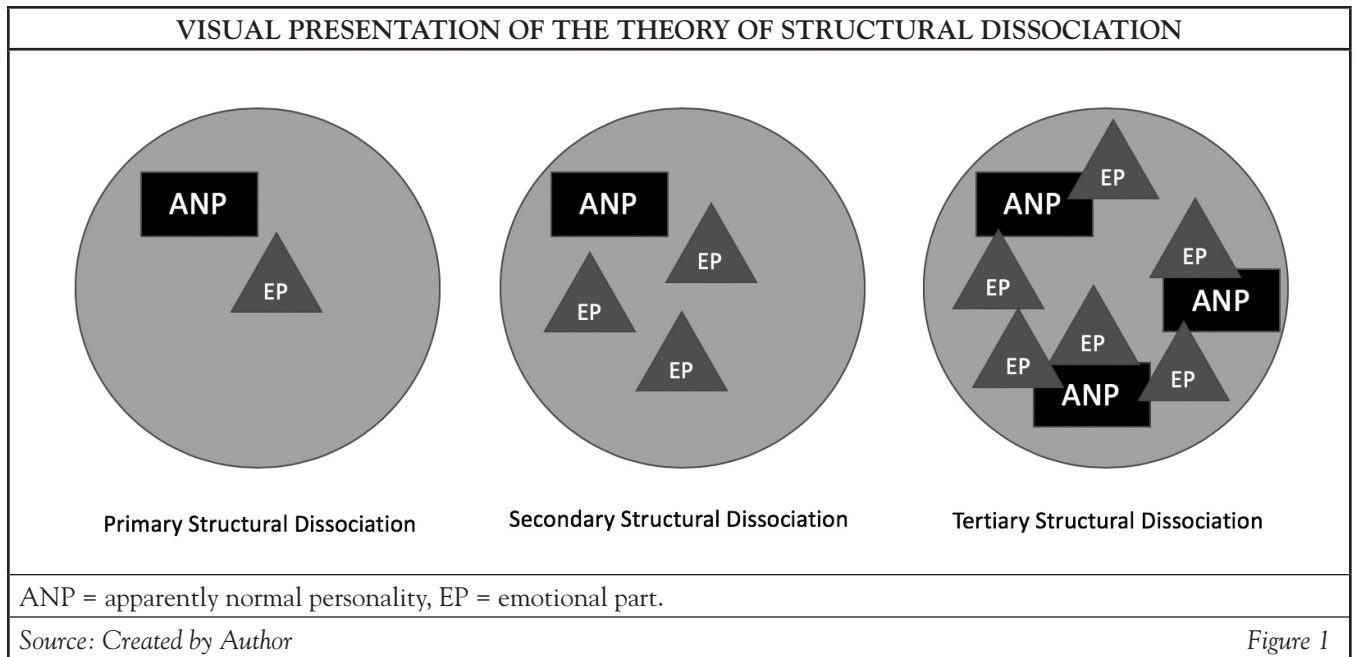 VISUAL PRESENTATION OF THE THEORY OF STRUCTURAL DISSOCIATION
ANP
EP
Primary Structural Dissociation
ANP
EP
EP
EP
Secondary Structural Dissociation
EP
ANP
EP
EP
ANP
EP
EP
EP
ANP
Tertiary Structural Dissociation
ANP = apparently normal personality, EP = emotional part.
Source: Created by Author
Figure 1